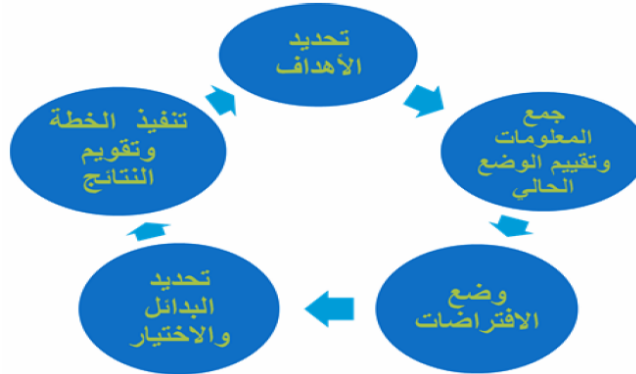 تحديد
الأهداف
جمع
المعلومات
وتقييم الوضع
الحالي
وضع
الافتراضات
تحديد
البدائل
والاختيار
تنفيذ الخطة
وتقويم
النتائج